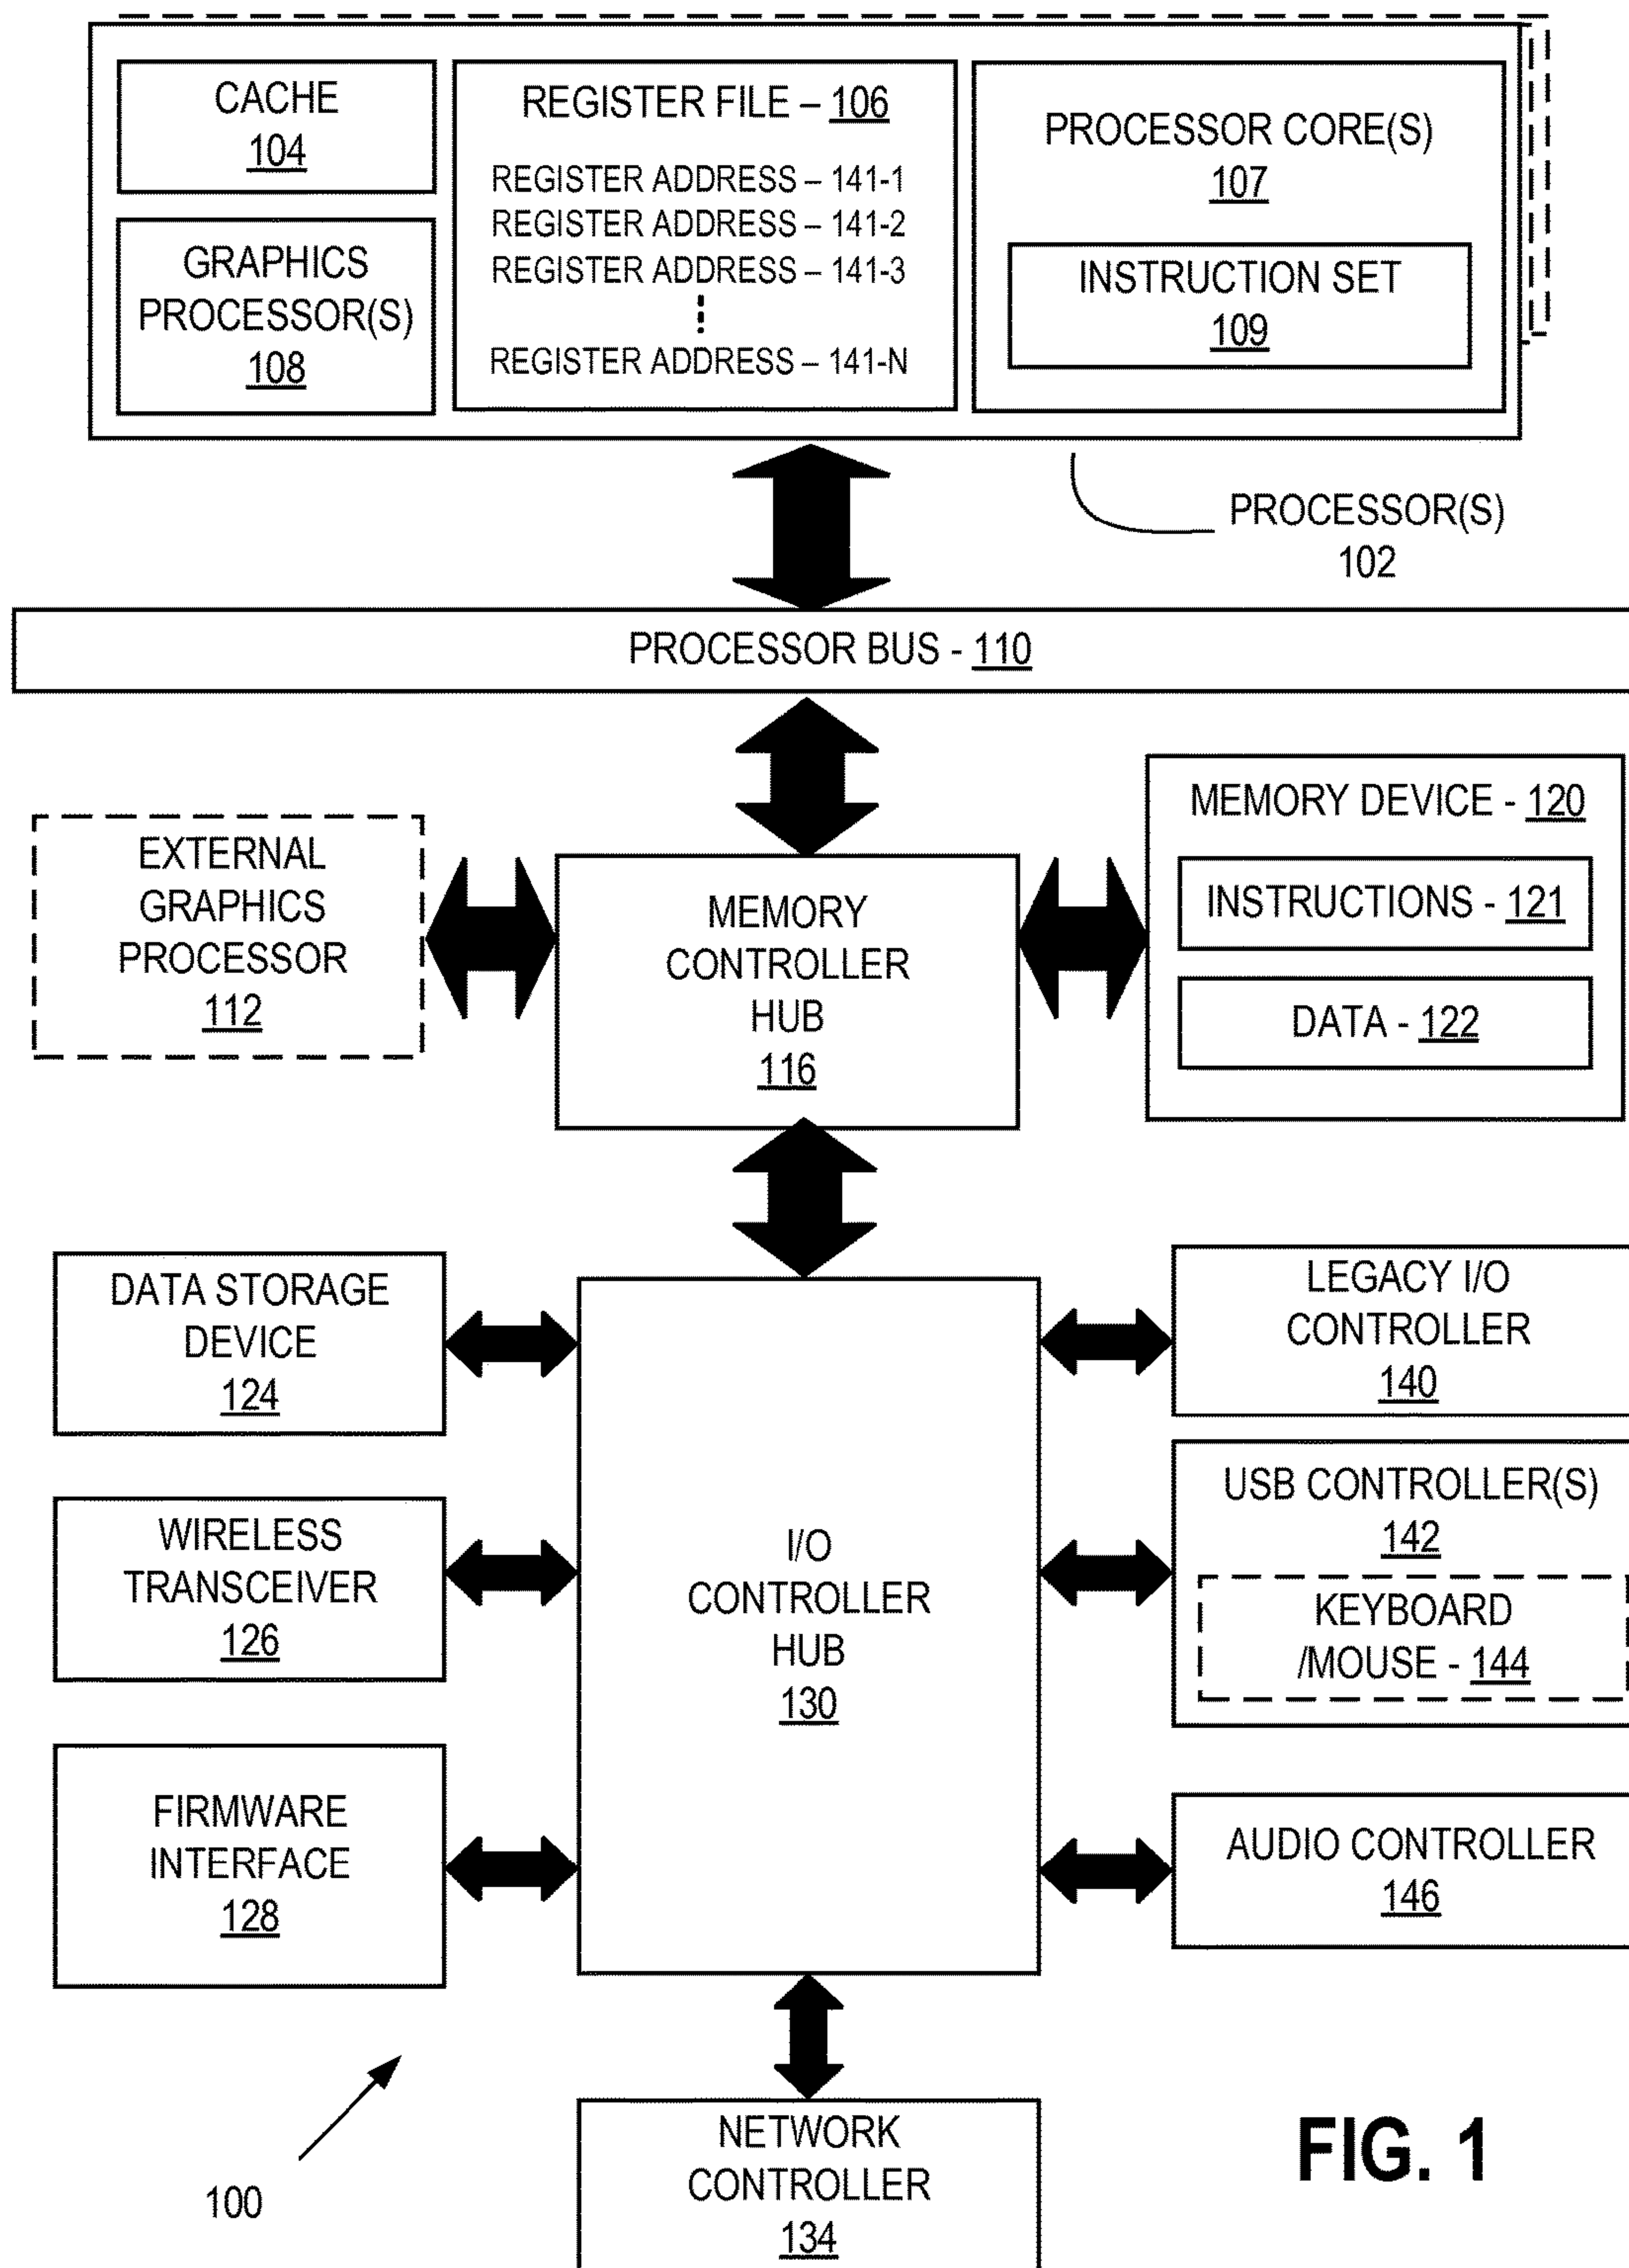 CACHE
104
GRAPHICS
PROCESSOR(S)
108
REGISTER FILE – 106
REGISTER ADDRESS – 141-1
REGISTER ADDRESS – 141-2
REGISTER ADDRESS – 141-3
REGISTER ADDRESS – 141-N
PROCESSOR CORE(S)
107
INSTRUCTION SET
109
PROCESSOR(S)
102
PROCESSOR BUS - 110
EXTERNAL
GRAPHICS
PROCESSOR
112
MEMORY
CONTROLLER
HUB
116
MEMORY DEVICE - 120
INSTRUCTIONS - 121
DATA - 122
DATA STORAGE
DEVICE
124
WIRELESS
TRANSCEIVER
126
FIRMWARE
INTERFACE
128
I/O
CONTROLLER
HUB
130
LEGACY I/O
CONTROLLER
140
USB CONTROLLER(S)
142
KEYBOARD
/MOUSE - 144
AUDIO CONTROLLER
146
NETWORK
CONTROLLER
134
100
FIG. 1